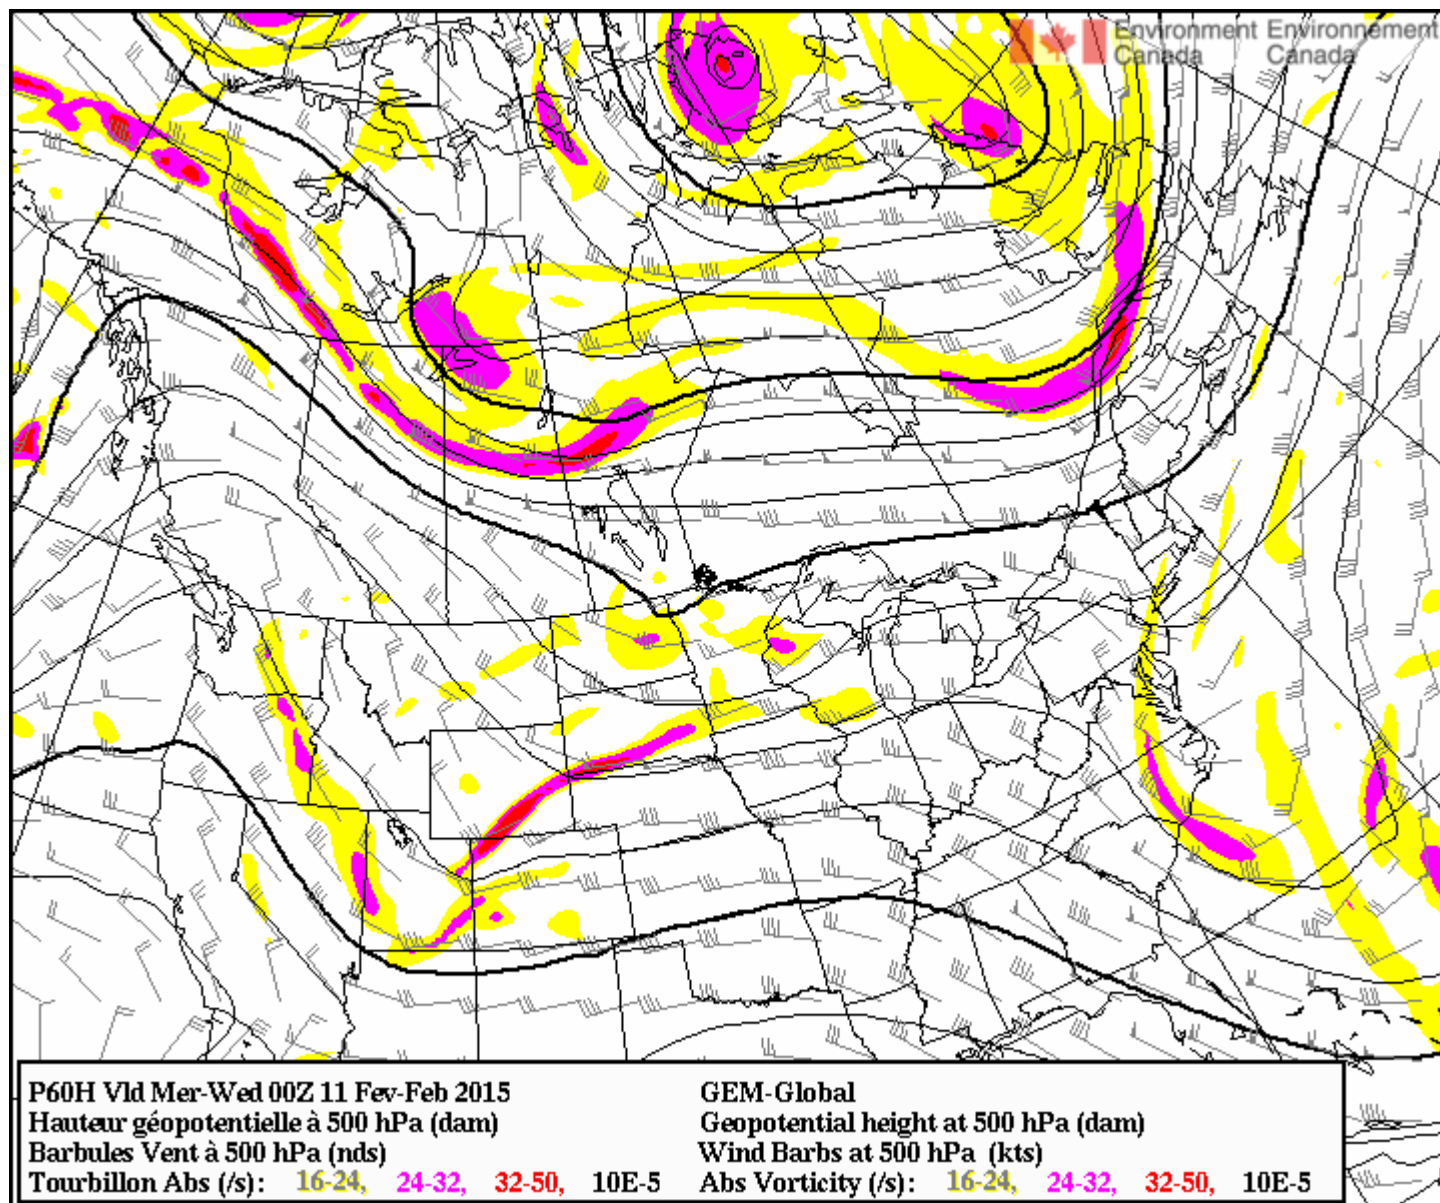 Environment Environnement
Canada Canada
P60H Vld Mer-Wed 00Z 11 Fev-Feb 2015 GEM-Global
Hauteur géopotentielle à 500 hPa (dam) Geopotential height at 500 hPa (dam)
Barbules Vent à 500 hPa (nds) Wind Barbs at 500 hPa (kts)
Tourbillon Abs (/s): 16-24, 24-32, 32-50, 10E-5 Abs Vorticity (/s): 16-24, 24-32, 32-50, 10E-5